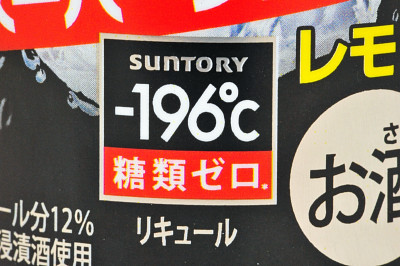 SUNTORY
-196℃
糖類ゼロ*
リキュール
レモ
さ
お酒
ール分12%
浸漬酒使用